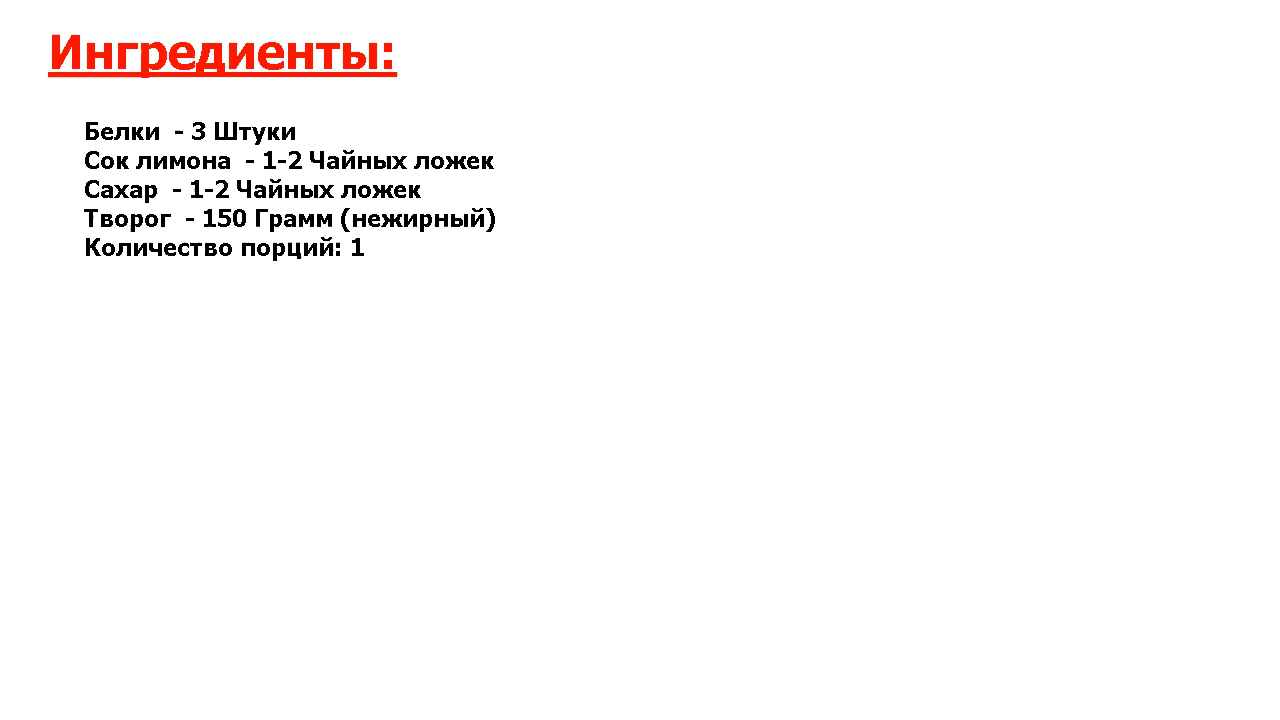 Ингредиенты:
Белки - 3 Штуки
Сок лимона - 1-2 Чайных ложек
Сахар - 1-2 Чайных ложек
Творог - 150 Грамм (нежирный)
Количество порций: 1